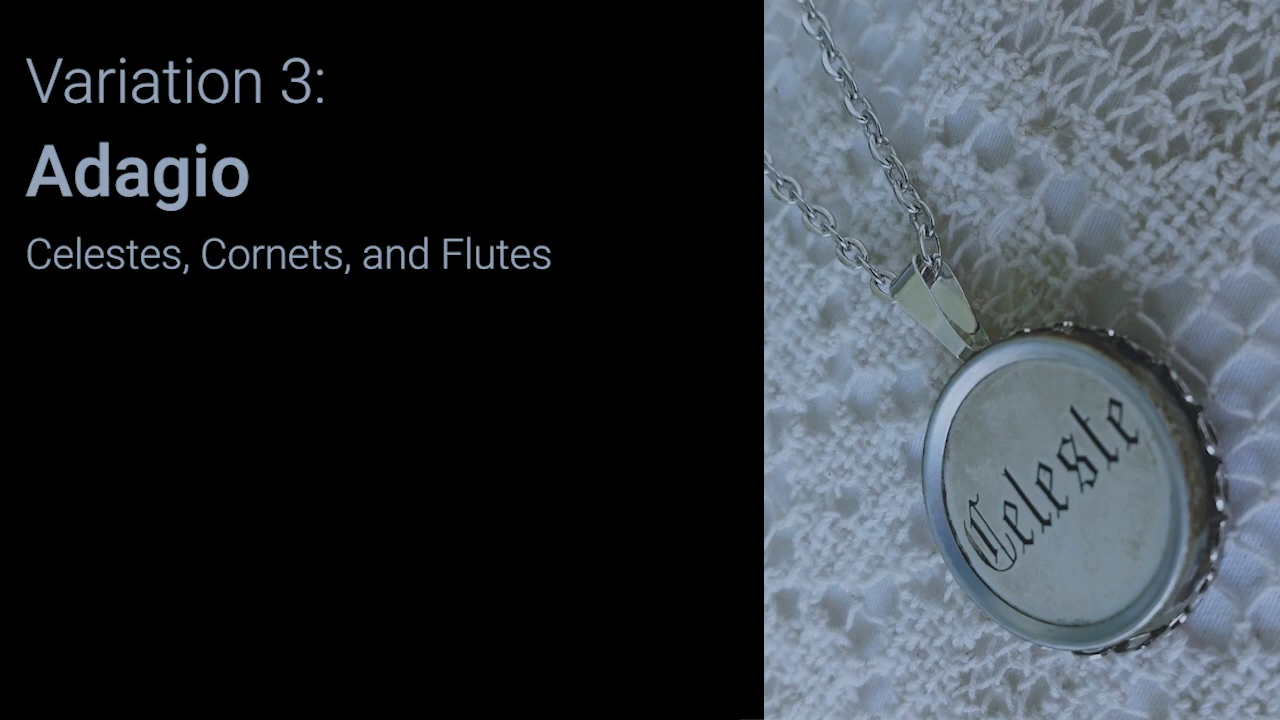 Variation 3:
Adagio
Celestes, Cornets, and Flutes
Celeste